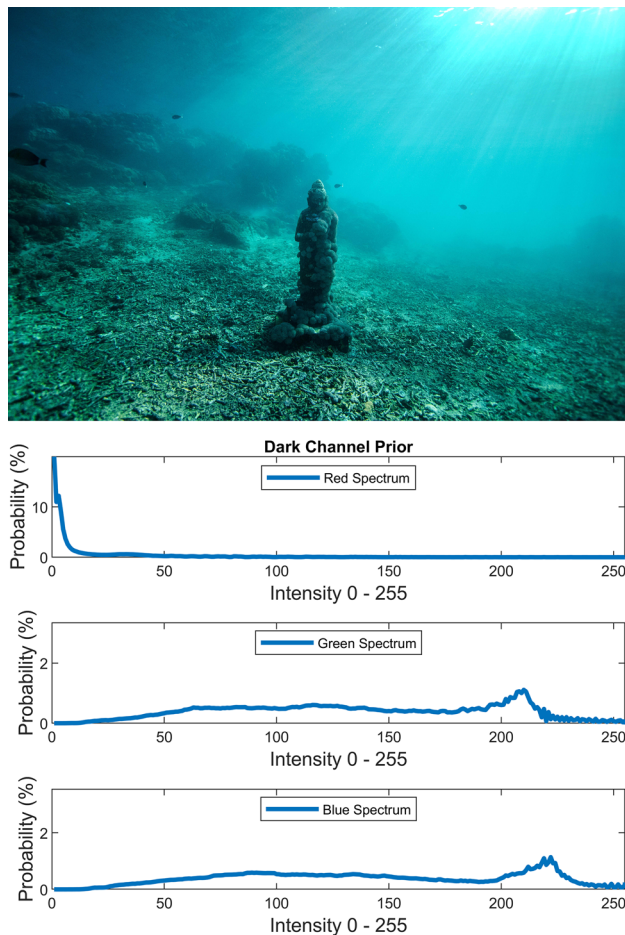 Dark Channel Prior
Probability (%)
Red Spectrum
10
0
0 50 100 150 200 250
Intensity 0 - 255
Probability (%)
Green Spectrum
2
0
0 50 100 150 200 250
Intensity 0 - 255
Probability (%)
Blue Spectrum
2
0
0 50 100 150 200 250
Intensity 0 - 255